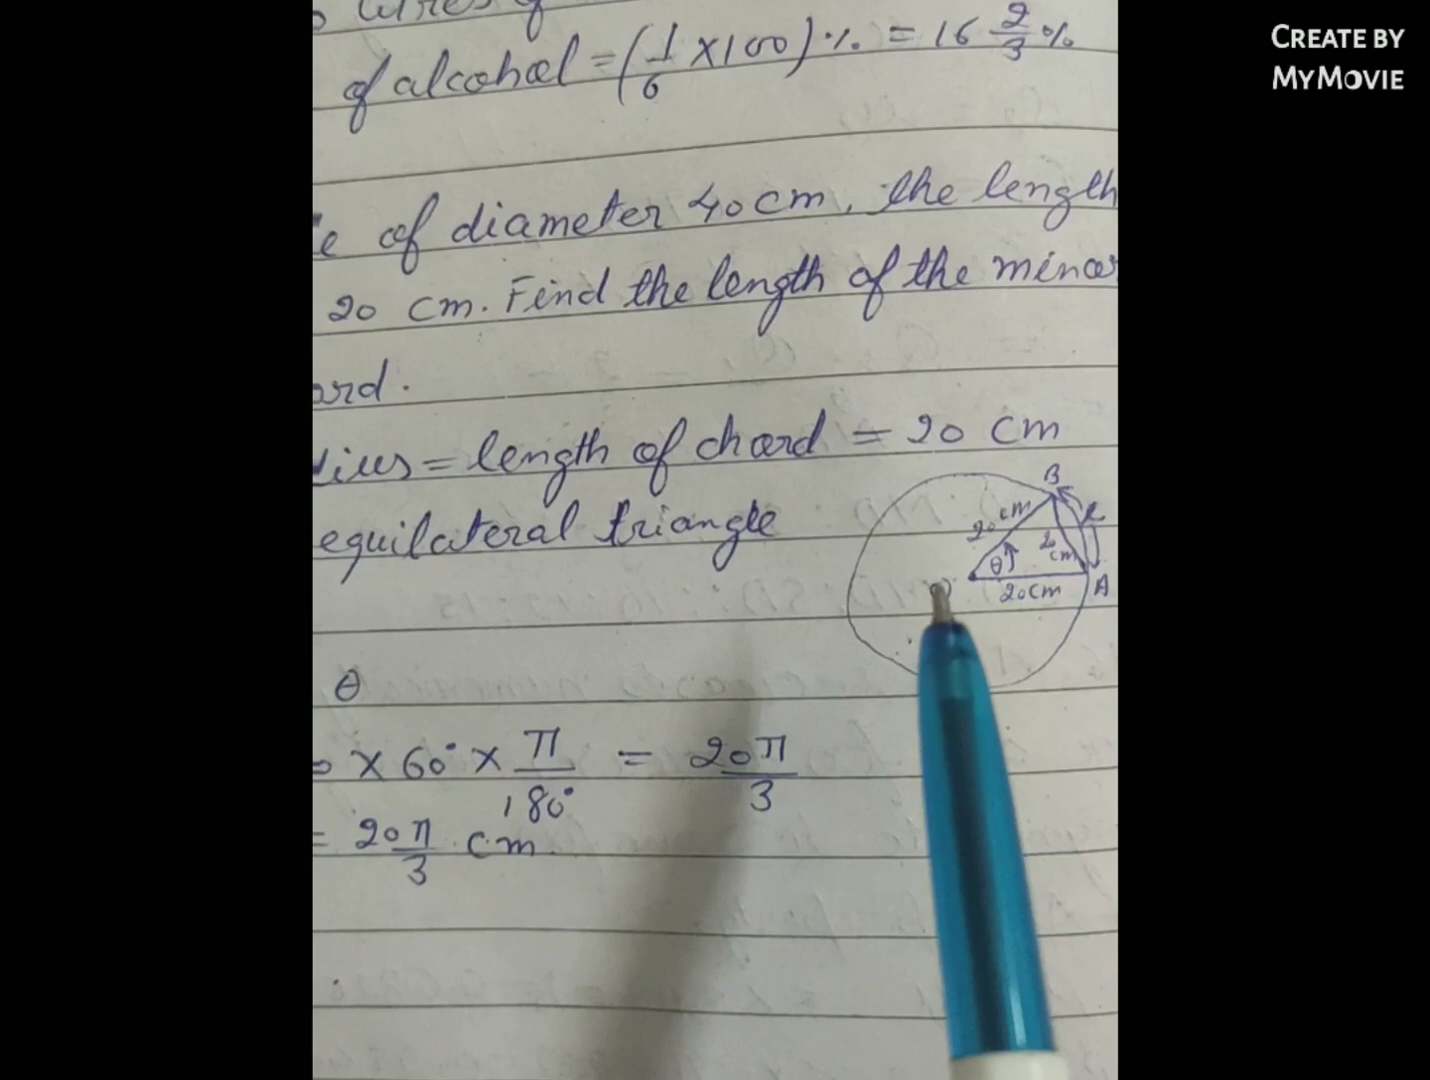 CREATE BY
MYMOVIE
of alcohol = (1/6 × 100) % = 16 2/3 %
of diameter 40 cm, the length
20 cm. Find the length of the minor
ord.
dius = length of chord = 20 cm
equilateral triangle
B
20 cm
θ
20 cm
20cm
A
l
O
θ
× 60° × π/180° = 20π/3
= 20π/3 cm